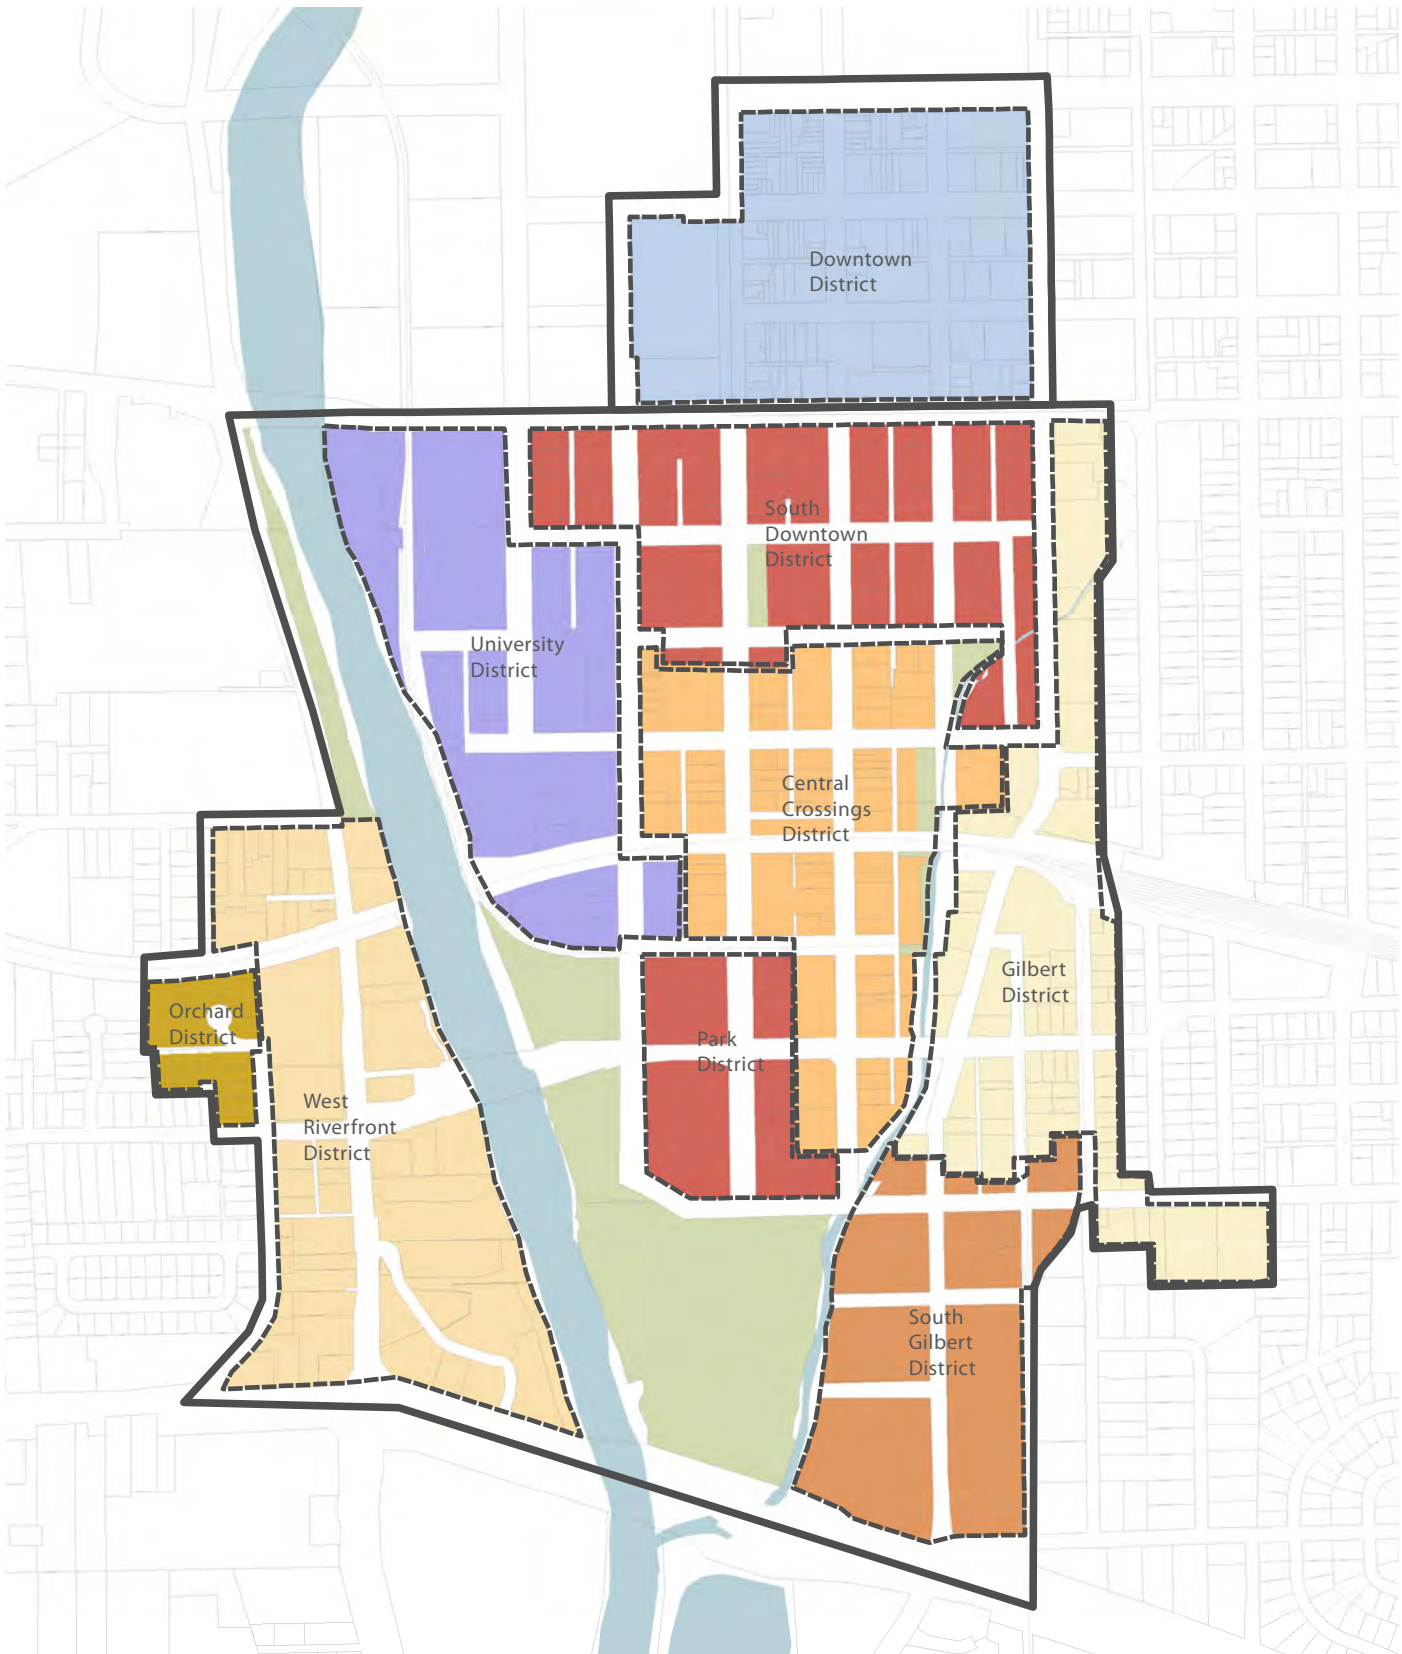 Downtown
District
South
Downtown
District
University
District
Central
Crossings
District
Gilbert
District
Orchard
District
Park
District
West
Riverfront
District
South
Gilbert
District